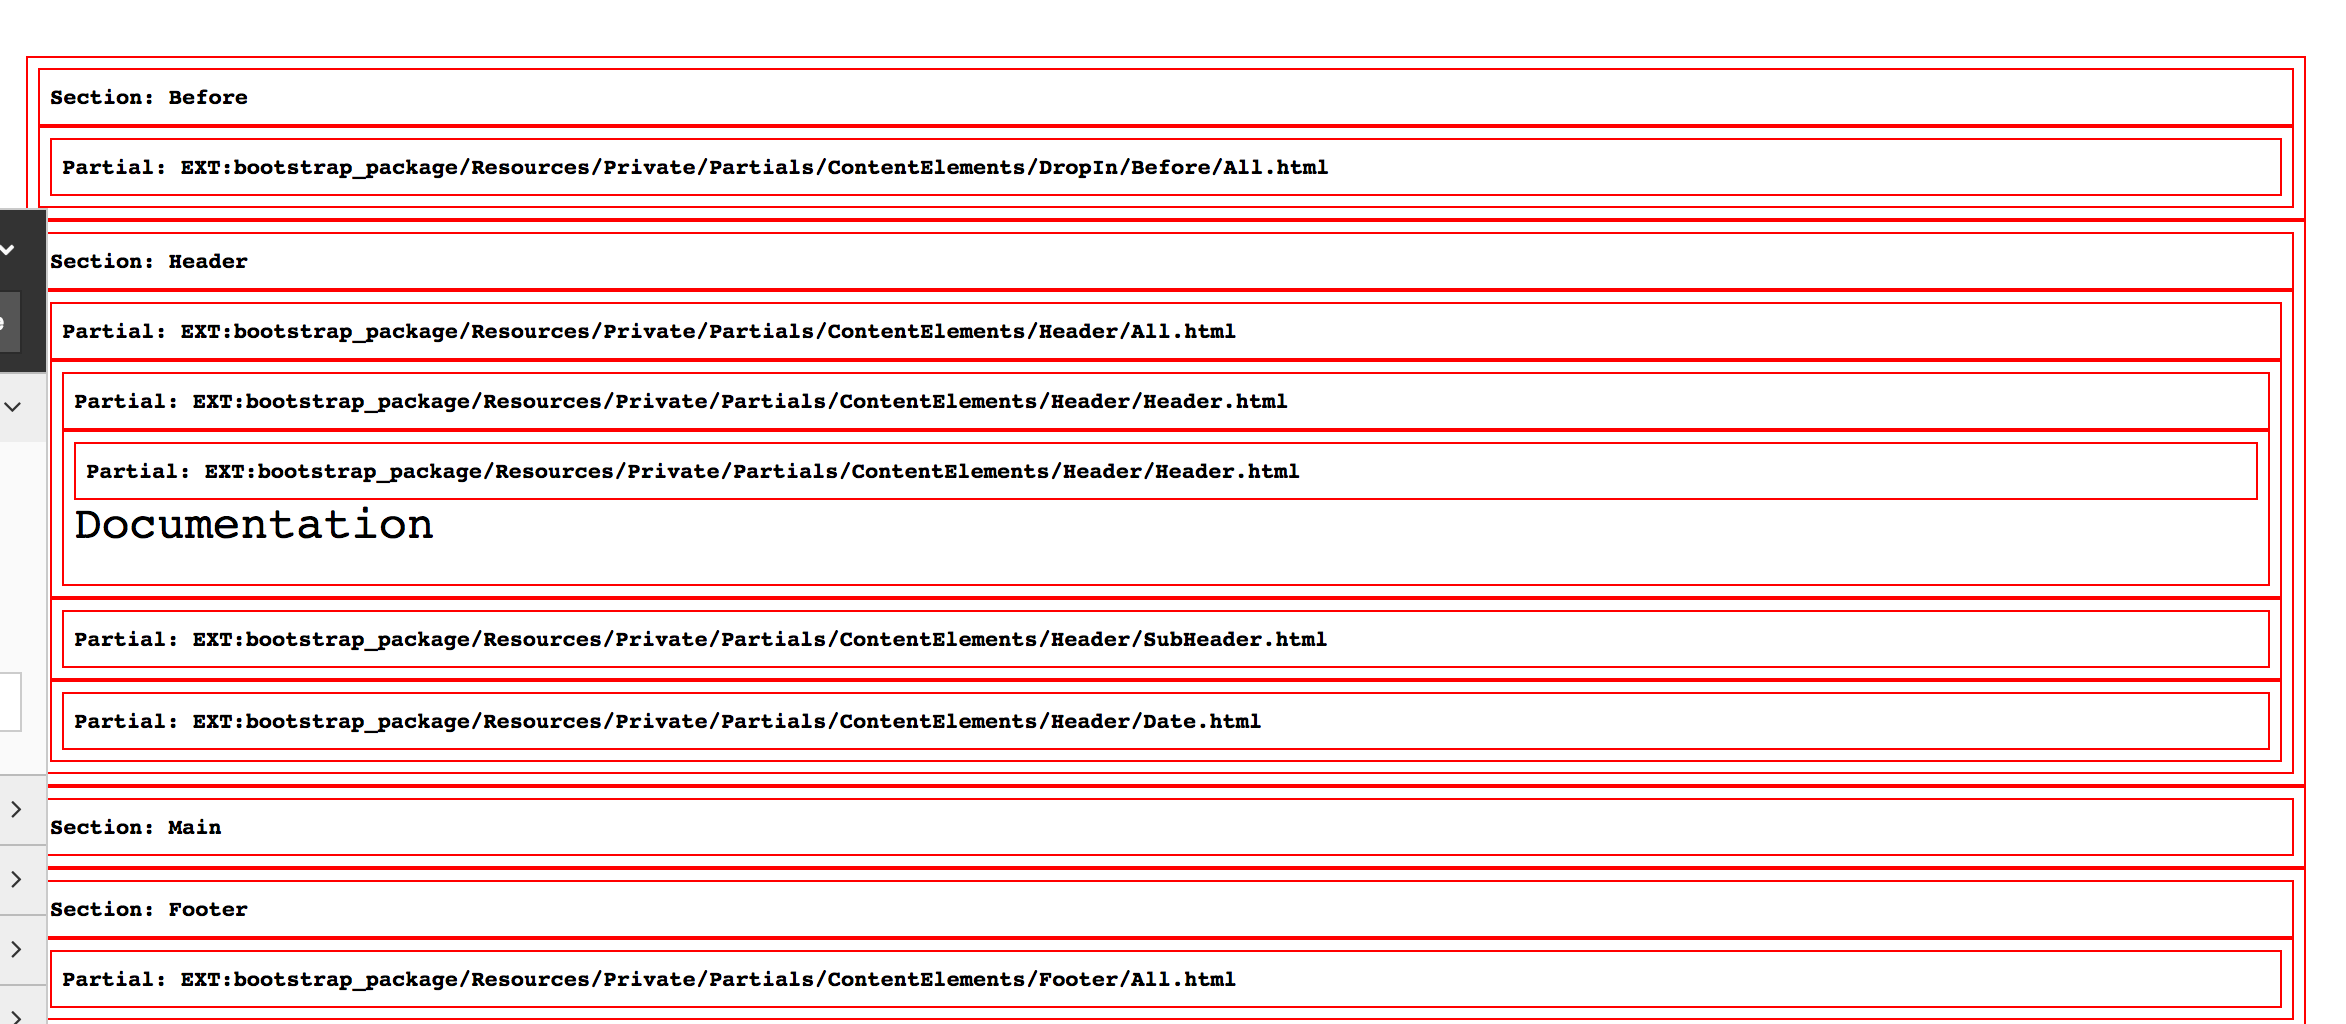 Section: Before
Partial: EXT:bootstrap_package/Resources/Private/Partials/ContentElements/DropIn/Before/All.html
Section: Header
Partial: EXT:bootstrap_package/Resources/Private/Partials/ContentElements/Header/All.html
Partial: EXT:bootstrap_package/Resources/Private/Partials/ContentElements/Header/Header.html
Partial: EXT:bootstrap_package/Resources/Private/Partials/ContentElements/Header/Header.html
Documentation
Partial: EXT:bootstrap_package/Resources/Private/Partials/ContentElements/Header/SubHeader.html
Partial: EXT:bootstrap_package/Resources/Private/Partials/ContentElements/Header/Date.html
Section: Main
Section: Footer
Partial: EXT:bootstrap_package/Resources/Private/Partials/ContentElements/Footer/All.html